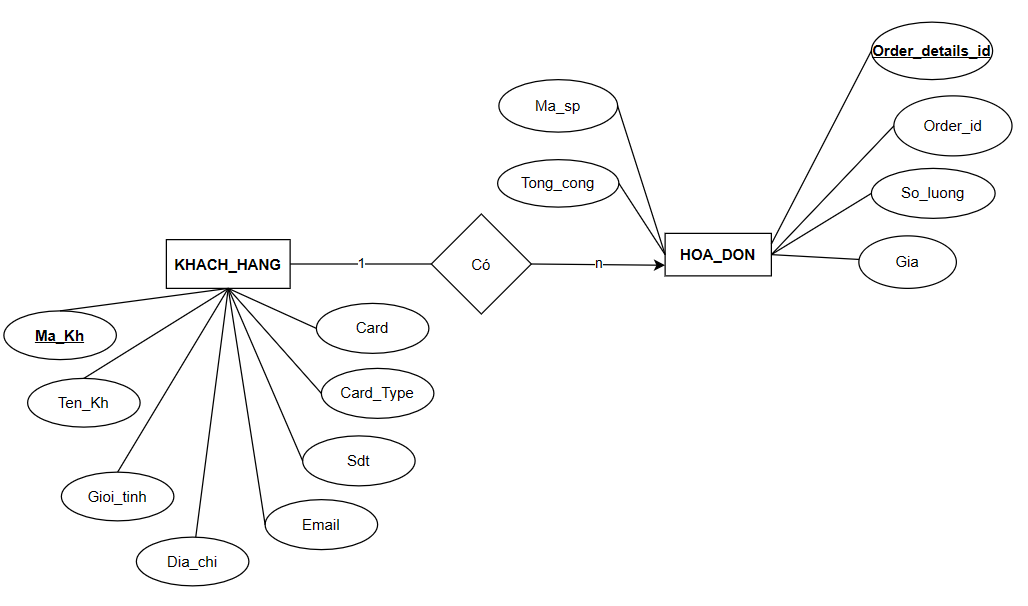 Order_details_id
Ma_sp
Order_id
Tong_cong
So_luong
KHACH_HANG
1
Có
n
HOA_DON
Gia
Ma_Kh
Card
Ten_Kh
Card_Type
Sdt
Gioi_tinh
Email
Dia_chi